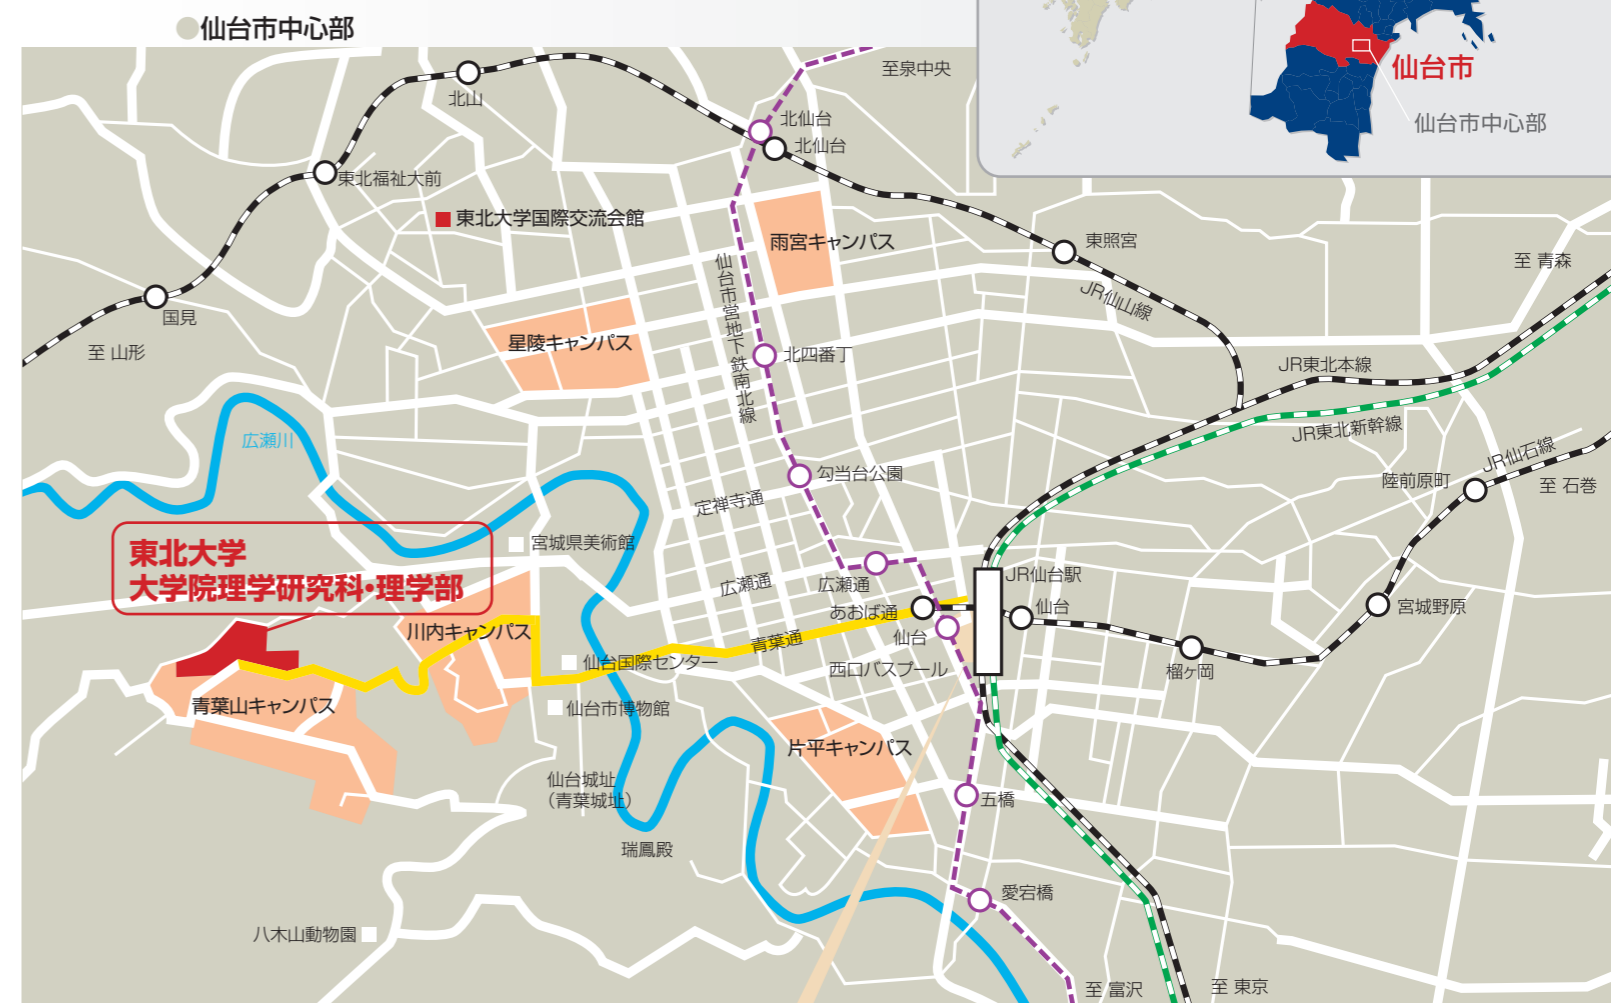 ●仙台市中心部
仙台市
仙台市中心部
至泉中央
北山
北仙台
北仙台
東北福祉大前
東北大学国際交流会館
雨宮キャンパス
東照宮
至 青森
仙台市営地下鉄南北線
JR仙山線
国見
至 山形
星陵キャンパス
北四番丁
JR東北本線
JR東北新幹線
広瀬川
勾当台公園
JR仙石線
陸前原町
至 石巻
定禅寺通
宮城県美術館
東北大学
大学院理学研究科・理学部
広瀬通
広瀬通
JR仙台駅
あおば通
仙台
宮城野原
川内キャンパス
青葉通
仙台
仙台国際センター
西口バスプール
榴ヶ岡
青葉山キャンパス
仙台市博物館
片平キャンパス
仙台城址
（青葉城址）
五橋
瑞鳳殿
愛宕橋
八木山動物園
至 富沢
至 東京